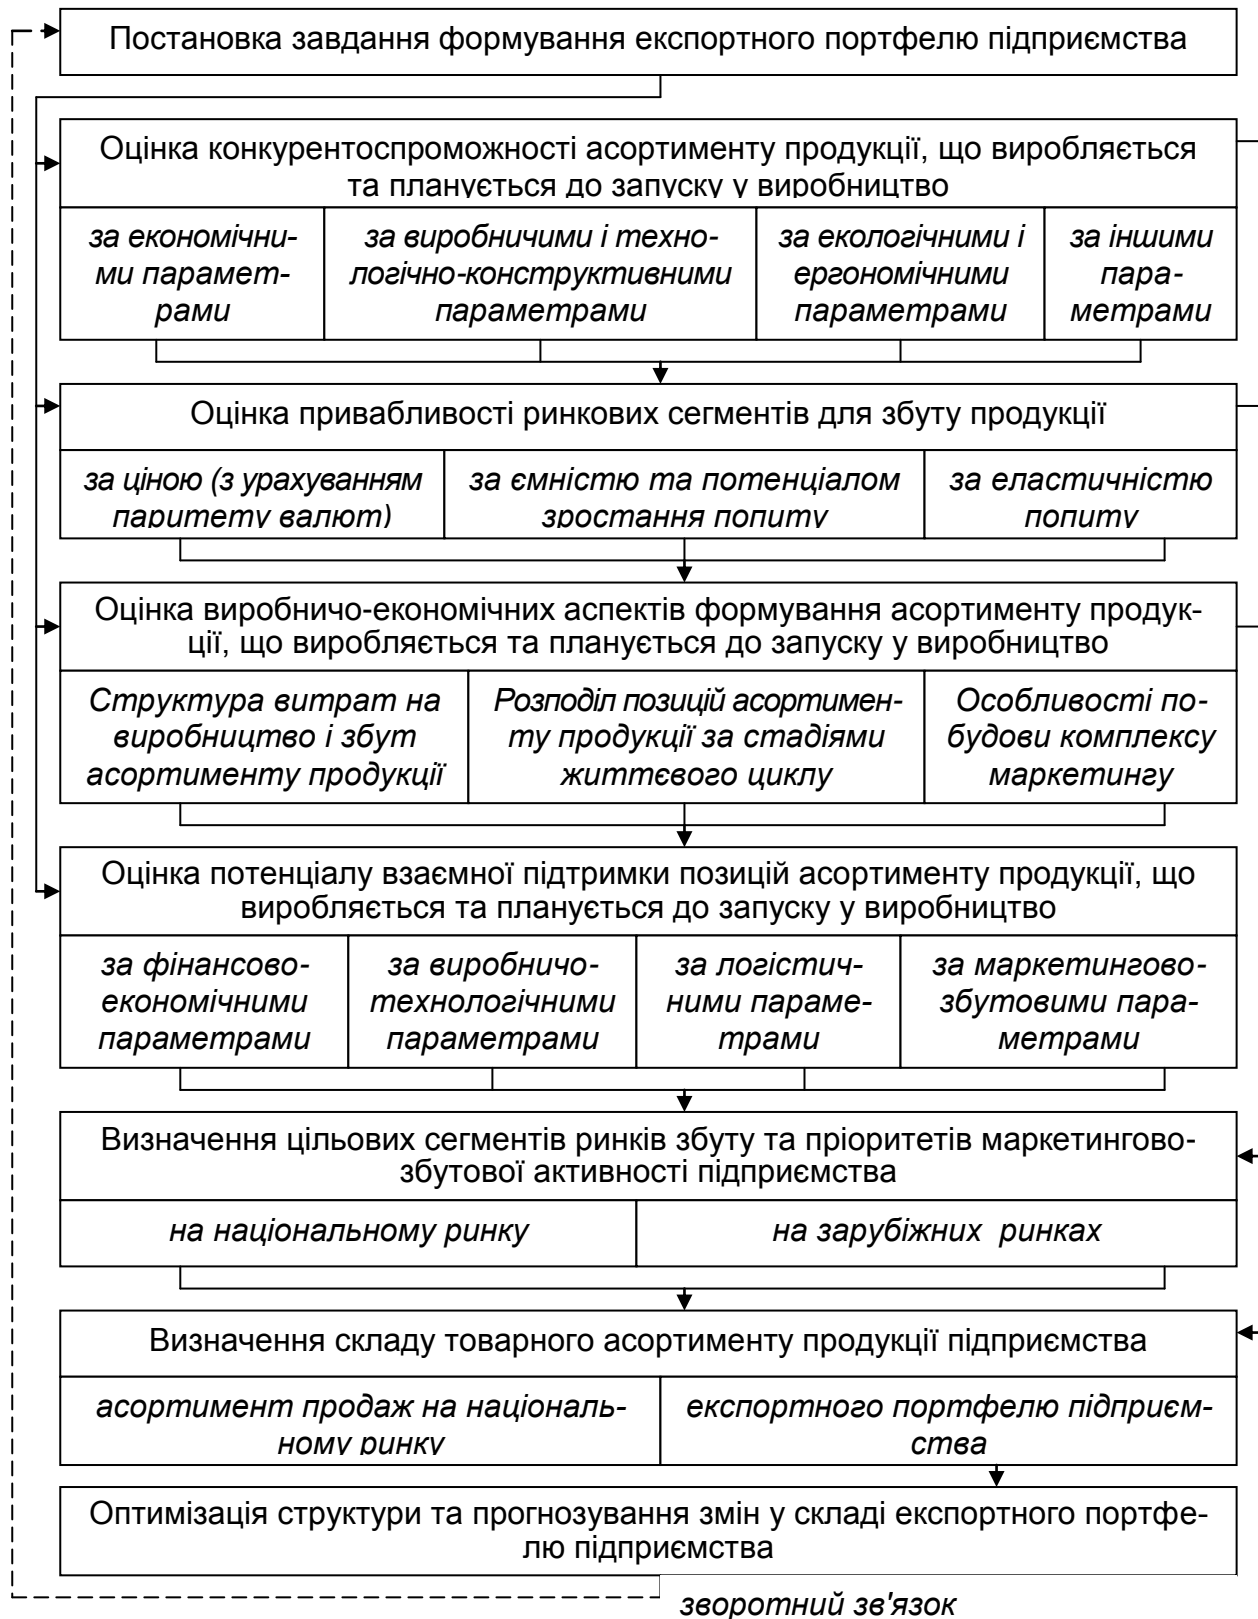 Постановка завдання формування експортного портфелю підприємства
Оцінка конкурентоспроможності асортименту продукції, що виробляється
та планується до запуску у виробництво
за економічни-
ми парамет-
рами
за виробничими і техно-
логічно-конструктивними
параметрами
за екологічними і
ергономічними
параметрами
за іншими
пара-
метрами
Оцінка привабливості ринкових сегментів для збуту продукції
за ціною (з урахуванням
паритету валют)
за ємністю та потенціалом
зростання попиту
за еластичністю
попиту
Оцінка виробничо-економічних аспектів формування асортименту продук-
ції, що виробляється та планується до запуску у виробництво
Структура витрат на
виробництво і збут
асортименту продукції
Розподіл позицій асортимен-
ту продукції за стадіями
життєвого циклу
Особливості по-
будови комплексу
маркетингу
Оцінка потенціалу взаємної підтримки позицій асортименту продукції, що
виробляється та планується до запуску у виробництво
за фінансово-
економічними
параметрами
за виробничо-
технологічними
параметрами
за логістич-
ними параме-
трами
за маркетингово-
збутовими пара-
метрами
Визначення цільових сегментів ринків збуту та пріоритетів маркетингово-
збутової активності підприємства
на національному ринку
на зарубіжних ринках
Визначення складу товарного асортименту продукції підприємства
асортимент продаж на національ-
ному ринку
експортного портфелю підприєм-
ства
Оптимізація структури та прогнозування змін у складі експортного портфе-
лю підприємства
зворотний зв'язок